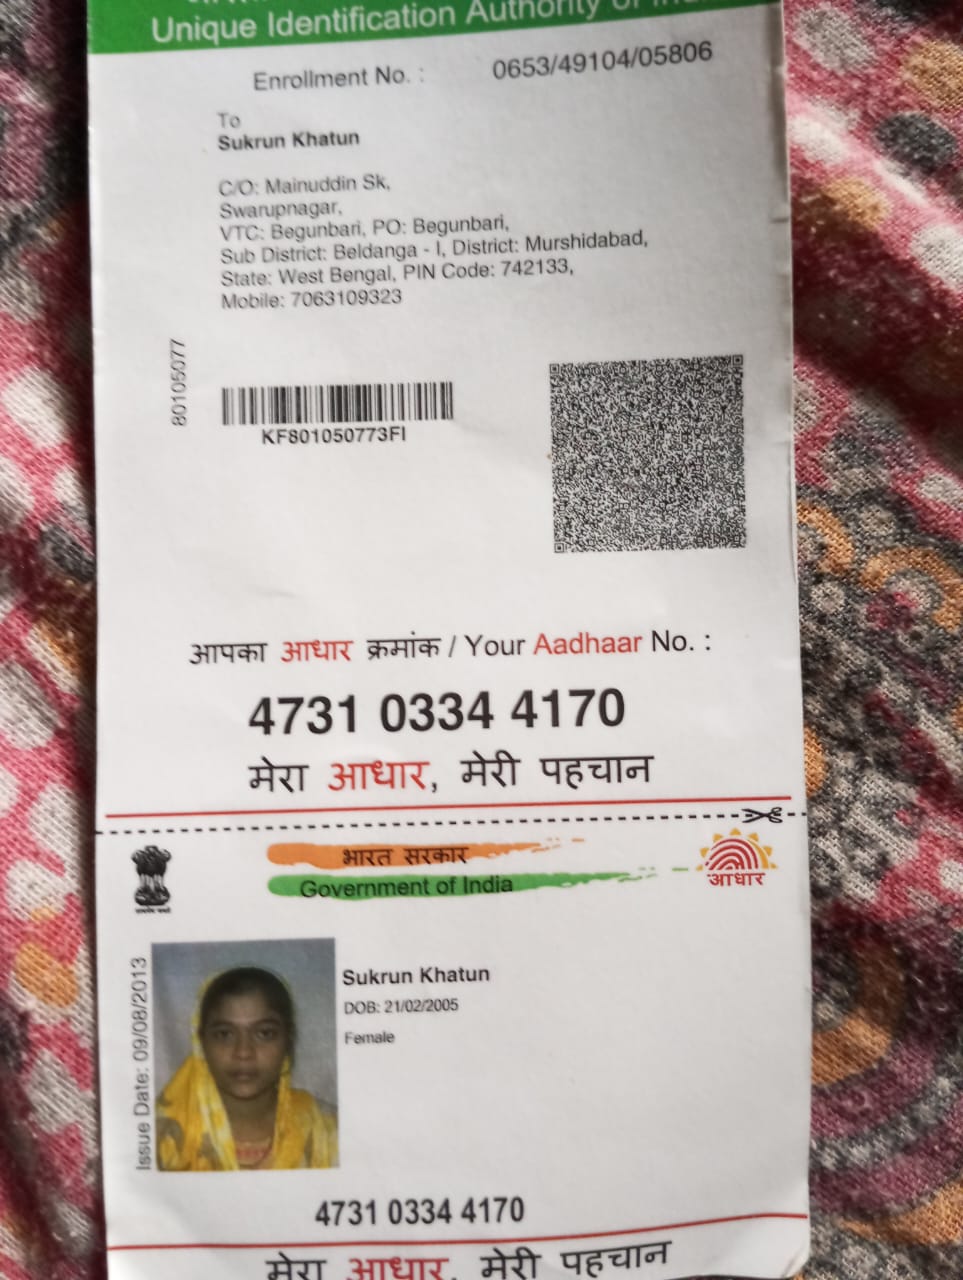 Unique Identification Authority of
Enrollment No. : 0653/49104/05806
To
Sukrun Khatun
C/O: Mainuddin Sk,
Swarupnagar,
VTC: Begunbari, PO: Begunbari,
Sub District: Beldanga - I, District: Murshidabad,
State: West Bengal, PIN Code: 742133,
Mobile: 7063109323
80105077
KF801050773FI
आपका आधार क्रमांक / Your Aadhaar No. :
4731 0334 4170
मेरा आधार, मेरी पहचान
भारत सरकार
Government of India
आधार
Issue Date: 09/08/2013
Sukrun Khatun
DOB: 21/02/2005
Female
4731 0334 4170
मेरा आधार, मेरी पहचान